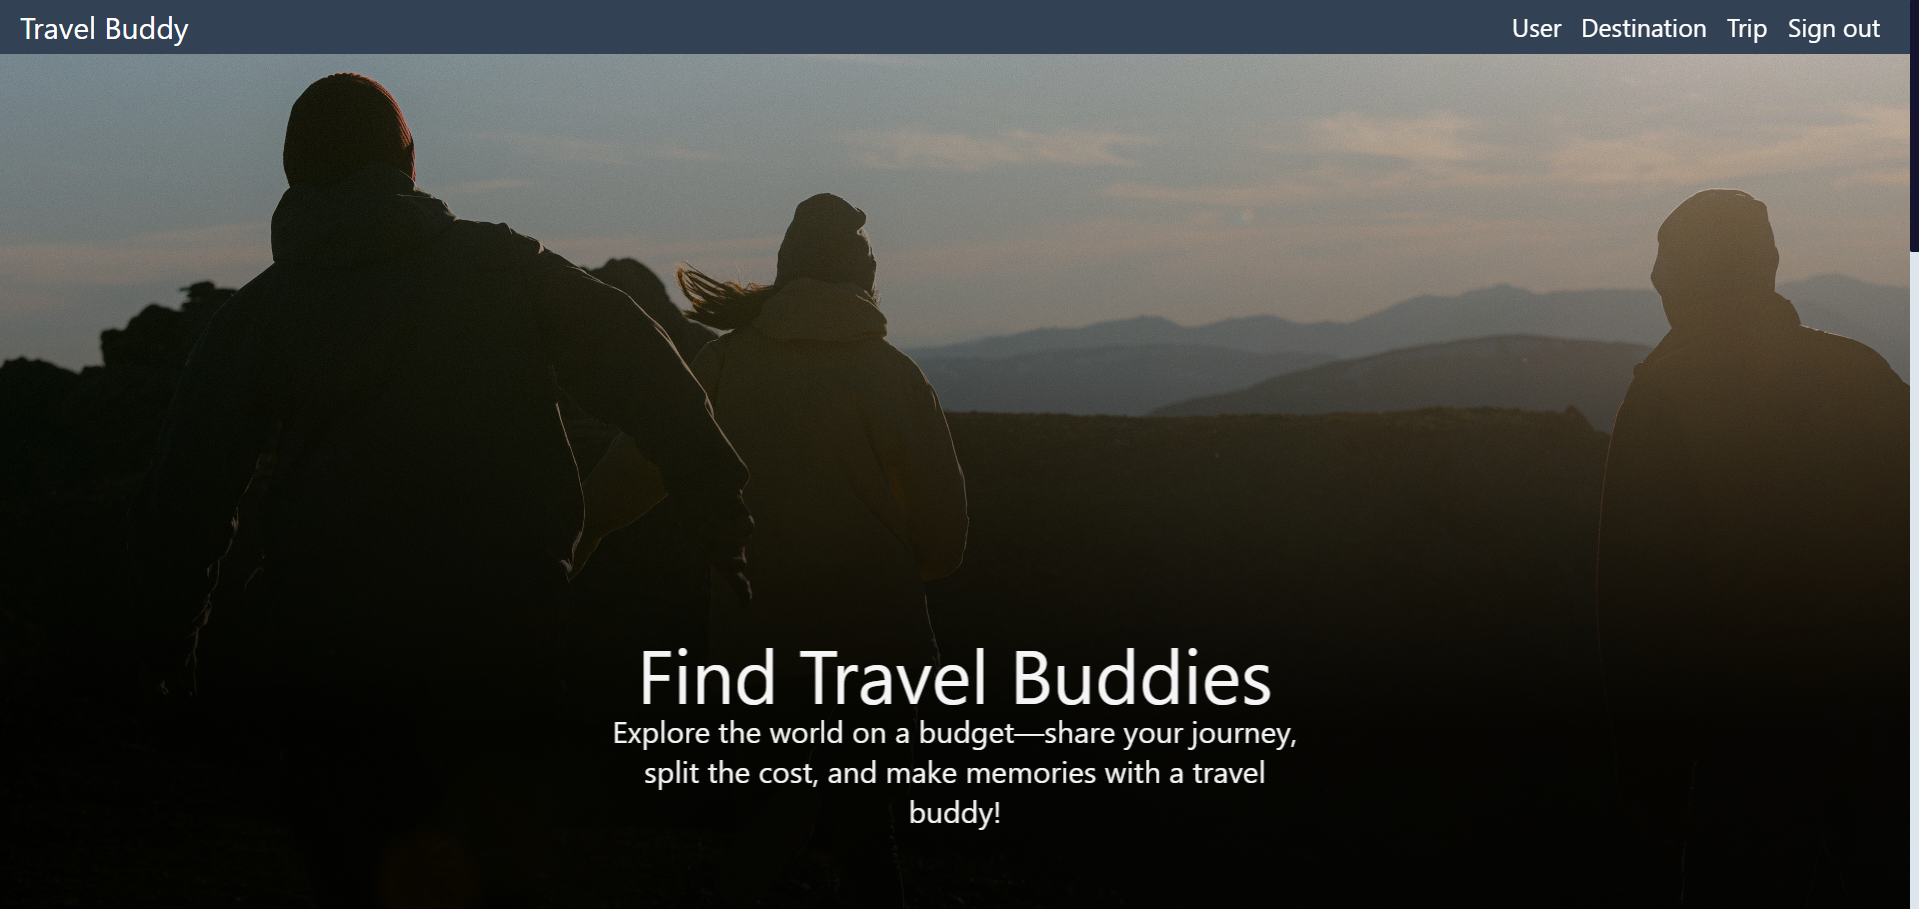 Travel Buddy
User Destination Trip Sign out
Find Travel Buddies
Explore the world on a budget—share your journey,
split the cost, and make memories with a travel
buddy!